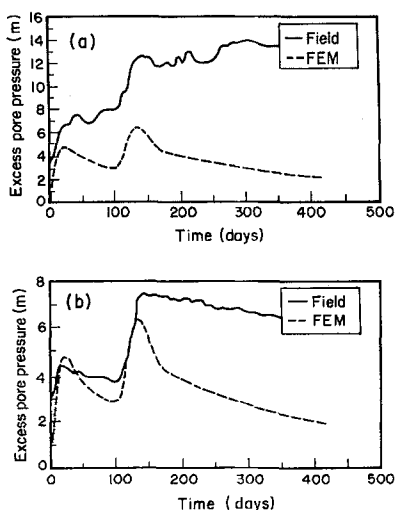 Excess pore pressure (m)
16
14
12
10
8
6
4
2
0
(a)
Field
FEM
0
100
200
300
400
500
Time (days)
Excess pore pressure (m)
8
6
4
2
0
(b)
Field
FEM
0
100
200
300
400
500
Time (days)